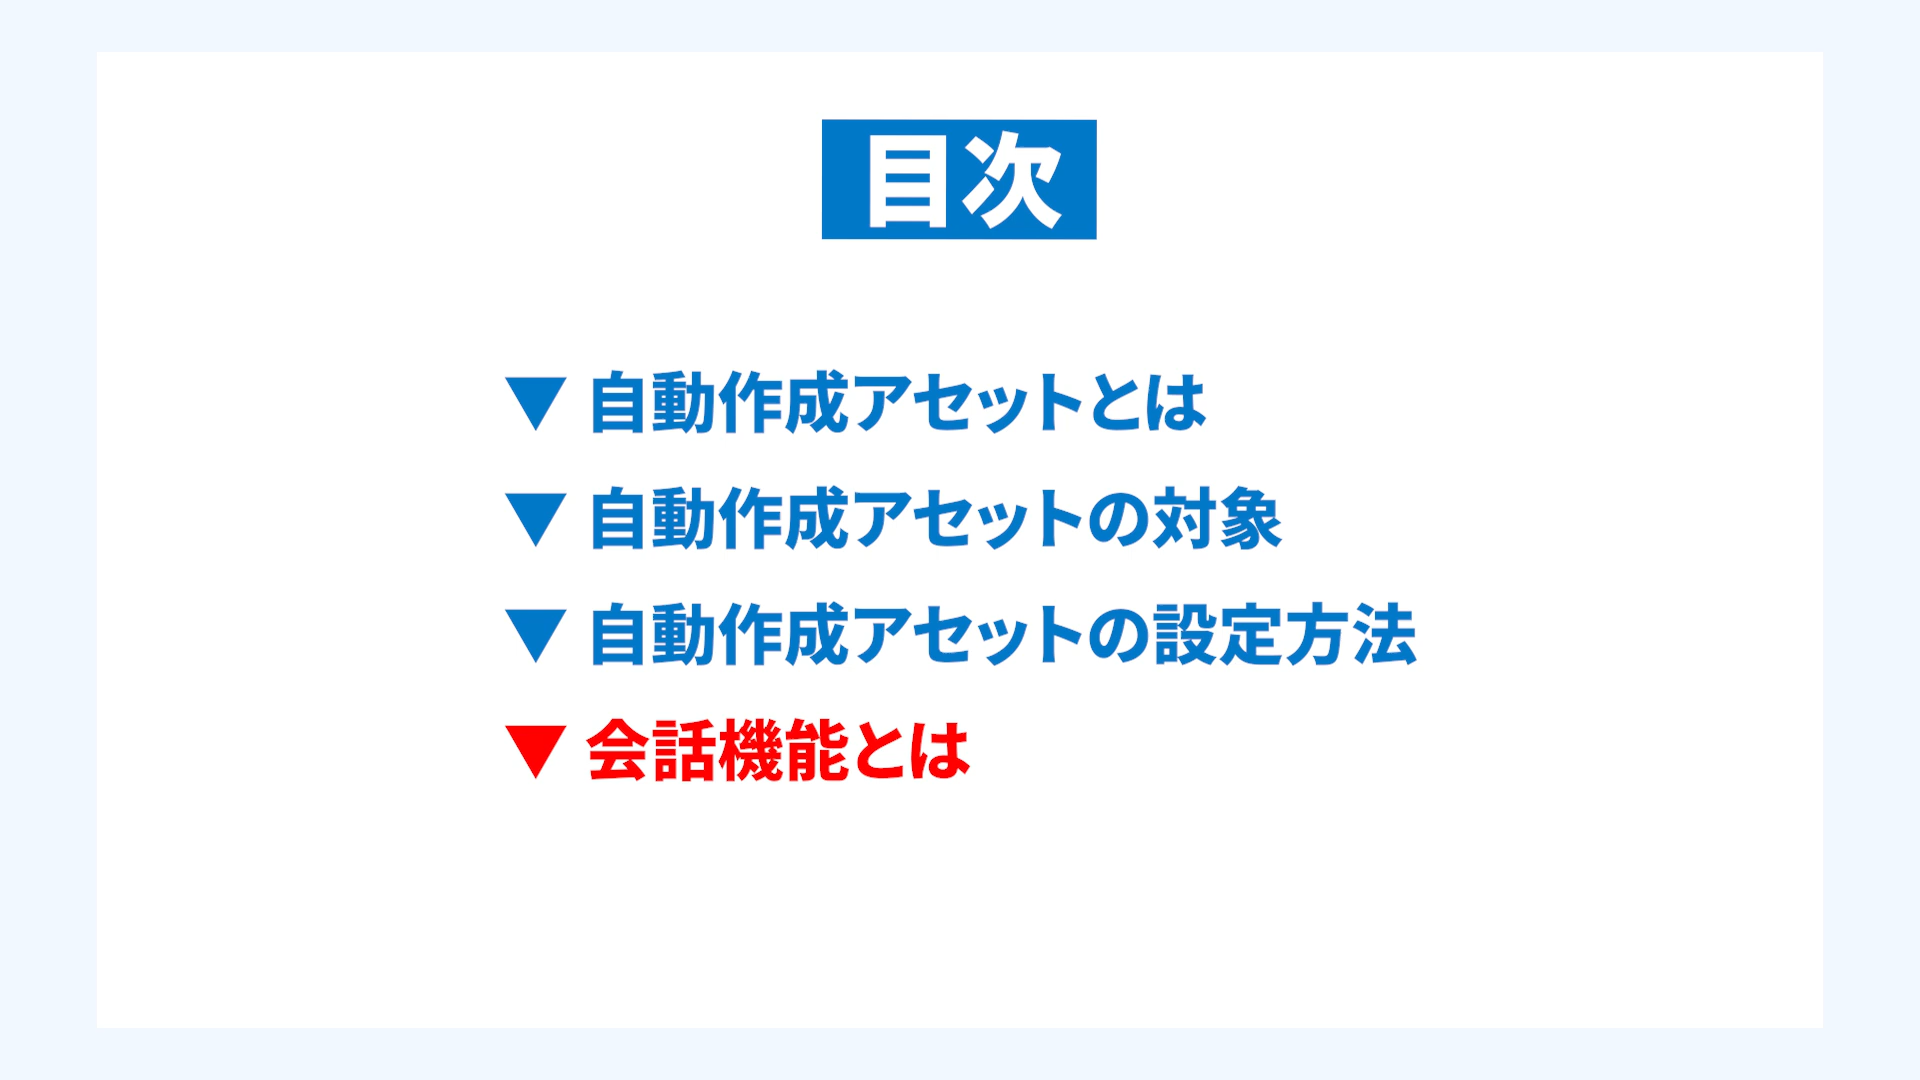 目次
▼ 自動作成アセットとは
▼ 自動作成アセットの対象
▼ 自動作成アセットの設定方法
▼ 会話機能とは